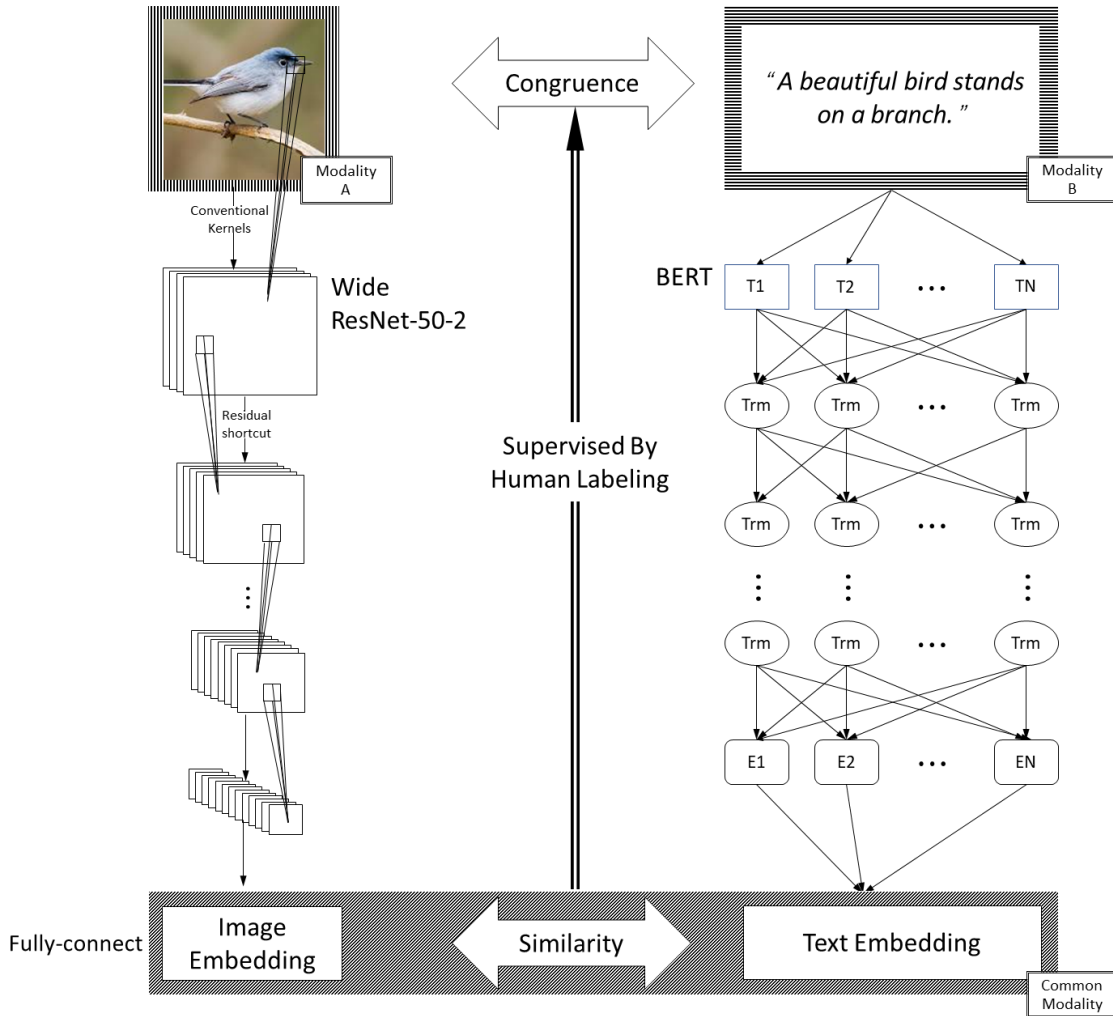 Congruence
“ A beautiful bird stands
on a branch. ”
Modality
A
Modality
B
Conventional
Kernels
Wide
ResNet-50-2
BERT
T1 T2 ... TN
Trm Trm ... Trm
Residual
shortcut
Supervised By
Human Labeling
Trm Trm ... Trm
Trm Trm ... Trm
E1 E2 ... EN
Fully-connect
Image
Embedding
Similarity
Text Embedding
Common
Modality